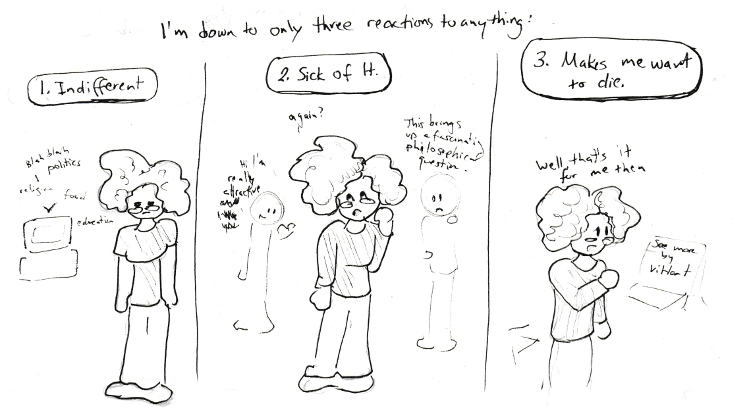 I'm down to only three reactions to anything:
1. Indifferent
Blah blah
politics
religion
food
education
2. Sick of It.
again?
Hi I'm
really
attractive
and
I
you
This brings
up a fascinating
philosophical
question.
3. Makes me want
to die.
Well, that's it
for me then
See more
by